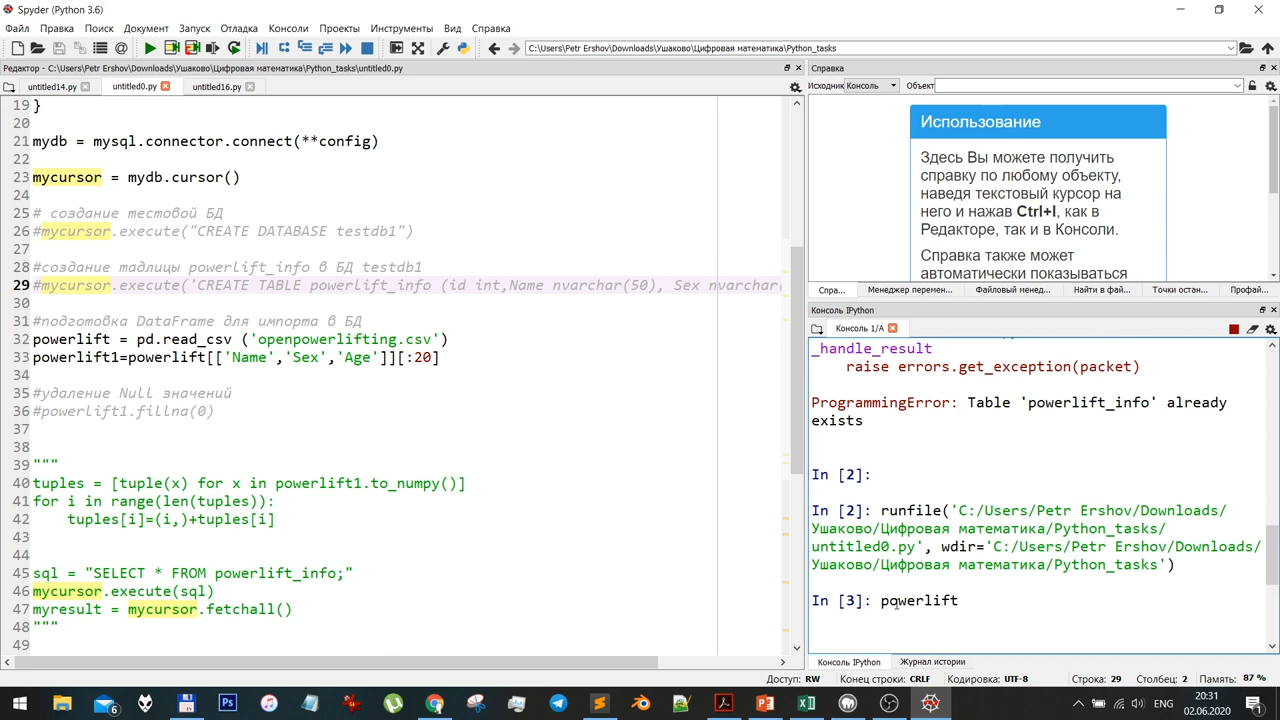 Spyder (Python 3.6)
Файл Правка Поиск Документ Запуск Отладка Консоли Проекты Инструменты Вид Справка
C:\Users\Petr Ershov\Downloads\Ушаково\Цифровая математика\Python_tasks
Редактор - C:\Users\Petr Ershov\Downloads\Ушаково\Цифровая математика\Python_tasks\untitled0.py
untitled14.py untitled0.py untitled16.py
19 }
20
21 mydb = mysql.connector.connect(**config)
22
23 mycursor = mydb.cursor()
24
25 # создание местовой БД
26 #mycursor.execute("CREATE DATABASE testdb1")
27
28 #создание мадлицы powerlift_info в БД testdb1
29 #mycursor.execute('CREATE TABLE powerlift_info (id int,Name nvarchar(50), Sex nvarchar(
30
31 #подготовка DataFrame для импорта в БД
32 powerlift = pd.read_csv ('openpowerlifting.csv')
33 powerlift1=powerlift[['Name','Sex','Age']][:20]
34
35 #удаление Null значений
36 #powerlift1.fillna(0)
37
38
39 """
40 tuples = [tuple(x) for x in powerlift1.to_numpy()]
41 for i in range(len(tuples)):
42 tuples[i]=(i,)+tuples[i]
43
44
45 sql = "SELECT * FROM powerlift_info;"
46 mycursor.execute(sql)
47 myresult = mycursor.fetchall()
48 """
49
Справка
Исходник Консоль Объект
Использование
Здесь Вы можете получить
справку по любому объекту,
наведя текстовый курсор на
него и нажав Ctrl+I, как в
Редакторе, так и в Консоли.
Справка также может
автоматически показываться
Спра... Менеджер перемен... Файловый менед... Найти в фай... Точки остан... Профай...
Консоль IPython
Консоль 1/A
_handle_result
raise errors.get_exception(packet)
ProgrammingError: Table 'powerlift_info' already
exists
In [2]:
In [2]: runfile('C:/Users/Petr Ershov/Downloads/
Ушаково/Цифровая математика/Python_tasks/
untitled0.py', wdir='C:/Users/Petr Ershov/Downloads/
Ушаково/Цифровая математика/Python_tasks')
In [3]: powerlift
Консоль IPython Журнал истории
Доступ: RW Конец строки: CRLF Кодировка: UTF-8 Строка: 29 Столбец: 2 Память: 87 %
6
ENG
20:31
02.06.2020
1